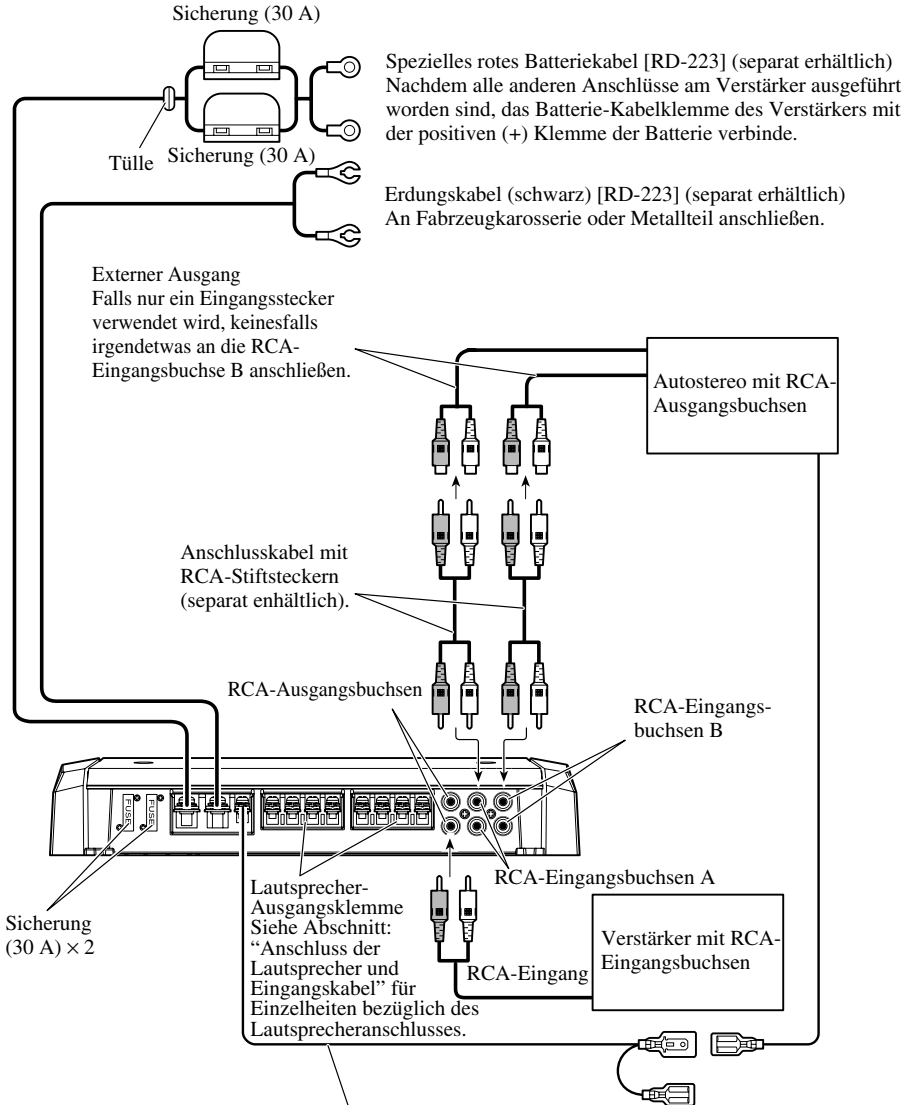 Sicherung (30 A)
Spezielles rotes Batteriekabel [RD-223] (separat erhältlich)
Nachdem alle anderen Anschlüsse am Verstärker ausgeführt
worden sind, das Batterie-Kabelklemme des Verstärkers mit
der positiven (+) Klemme der Batterie verbinde.
Tülle
Sicherung (30 A)
Erdungskabel (schwarz) [RD-223] (separat erhältlich)
An Fabrzeugkarosserie oder Metallteil anschließen.
Externer Ausgang
Falls nur ein Eingangsstecker
verwendet wird, keinesfalls
irgendetwas an die RCA-
Eingangsbuchse B anschließen.
Autostereo mit RCA-
Ausgangsbuchsen
Anschlusskabel mit
RCA-Stiftsteckern
(separat enhältlich).
RCA-Ausgangsbuchsen
RCA-Eingangs-
buchsen B
FUSE
FUSE
RCA-Eingangsbuchsen A
Sicherung
(30 A) × 2
Lautsprecher-
Ausgangsklemme
Siehe Abschnitt:
“Anschluss der
Lautsprecher und
Eingangskabel” für
Einzelheiten bezüglich des
Lautsprecheranschlusses.
RCA-Eingang
Verstärker mit RCA-
Eingangsbuchsen